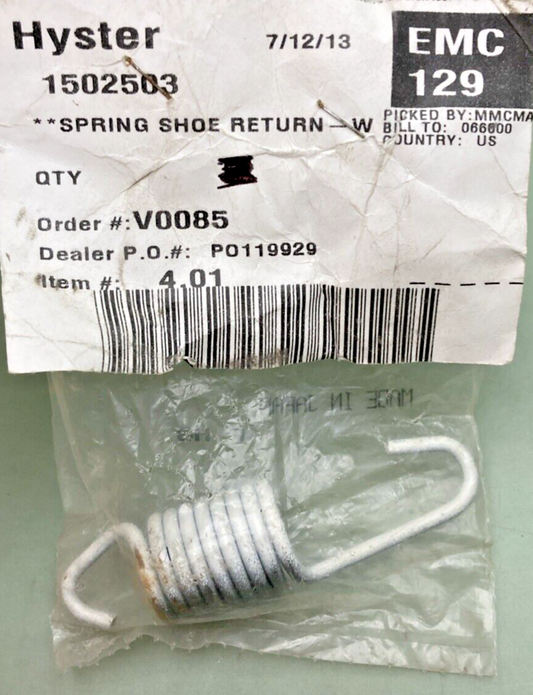 Hyster 7/12/13 EMC
1502503 129
**SPRING SHOE RETURN – W
PICKED BY:MMCMA
BILL TO: 066000
COUNTRY: US
QTY
Order #:V0085
Dealer P.O.#: PO119929
Item #: 4.01
MADE IN JAPAN